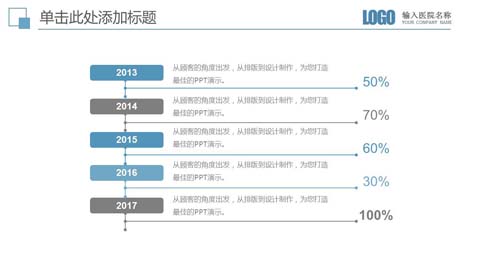 单击此处添加标题
LOGO 输入医院名称
YOUR COMPANY NAME
2013
从顾客的角度出发，从排版到设计制作，为您打造
最佳的PPT演示。
50%
2014
从顾客的角度出发，从排版到设计制作，为您打造
最佳的PPT演示。
70%
2015
从顾客的角度出发，从排版到设计制作，为您打造
最佳的PPT演示。
60%
2016
从顾客的角度出发，从排版到设计制作，为您打造
最佳的PPT演示。
30%
2017
从顾客的角度出发，从排版到设计制作，为您打造
最佳的PPT演示。
100%